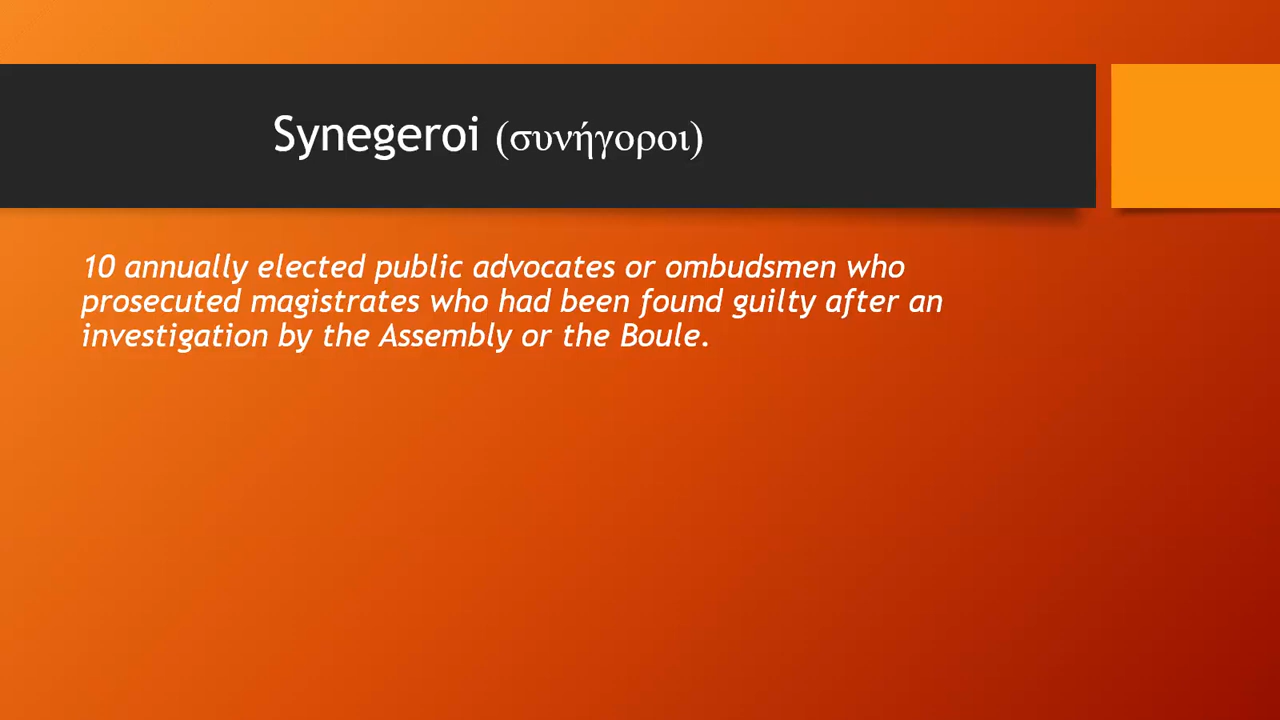 Synegeroi (συνήγοροι)
10 annually elected public advocates or ombudsmen who
prosecuted magistrates who had been found guilty after an
investigation by the Assembly or the Boule.